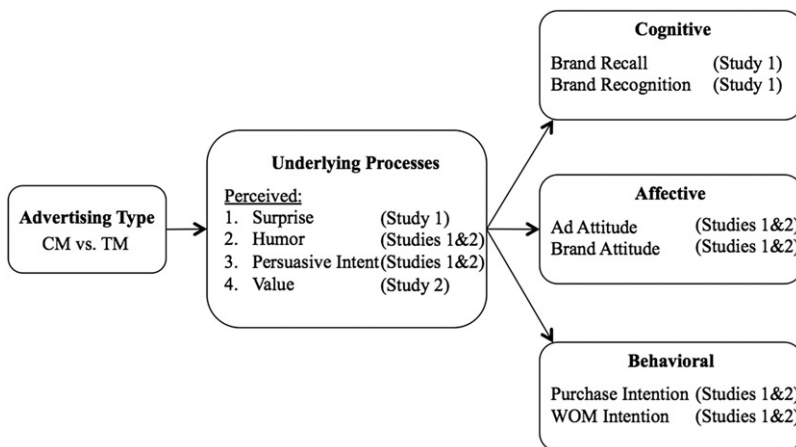 Advertising Type
CM vs. TM
Underlying Processes
Perceived:
1. Surprise (Study 1)
2. Humor (Studies 1&2)
3. Persuasive Intent(Studies 1&2)
4. Value (Study 2)
Cognitive
Brand Recall (Study 1)
Brand Recognition (Study 1)
Affective
Ad Attitude (Studies 1&2)
Brand Attitude (Studies 1&2)
Behavioral
Purchase Intention (Studies 1&2)
WOM Intention (Studies 1&2)